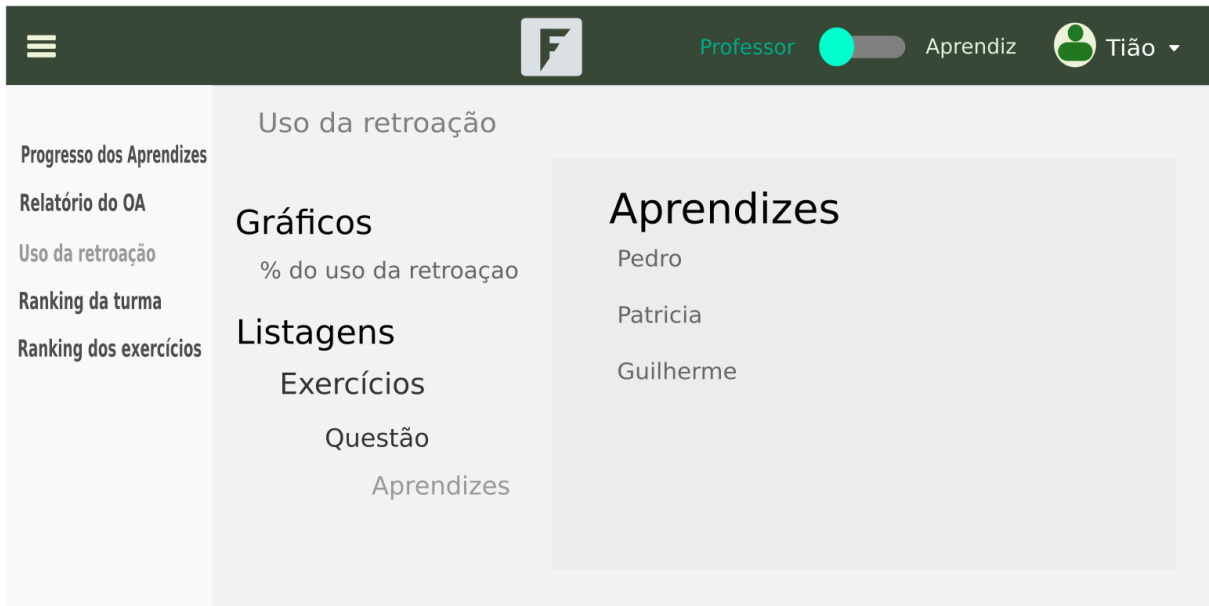 F
Professor
Aprendiz
Tião
Progresso dos Aprendizes
Relatório do OA
Uso da retroação
Ranking da turma
Ranking dos exercícios
Uso da retroação
Gráficos
% do uso da retroaçao
Listagens
Exercícios
Questão
Aprendizes
Aprendizes
Pedro
Patricia
Guilherme